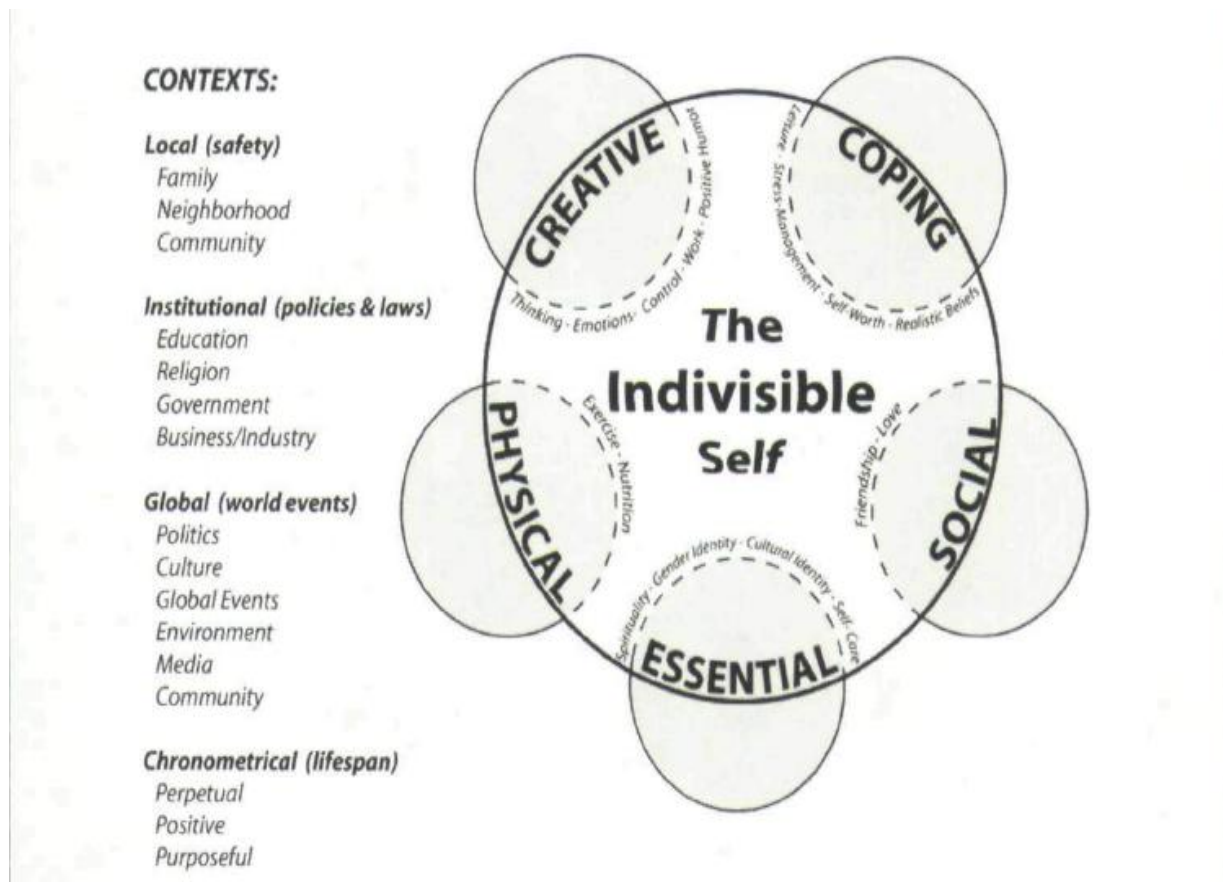 CONTEXTS:
Local (safety)
Family
Neighborhood
Community
Institutional (policies & laws)
Education
Religion
Government
Business/Industry
Global (world events)
Politics
Culture
Global Events
Environment
Media
Community
Chronometrical (lifespan)
Perpetual
Positive
Purposeful
CREATIVE
Thinking · Emotions · Control · Work · Positive Humor
COPING
Leisure · Stress-Management · Self-Worth · Realistic Beliefs
The
Indivisible
Self
PHYSICAL
Exercise · Nutrition
SOCIAL
Friendship · Love
ESSENTIAL
Spirituality · Gender Identity · Cultural Identity · Self-Care